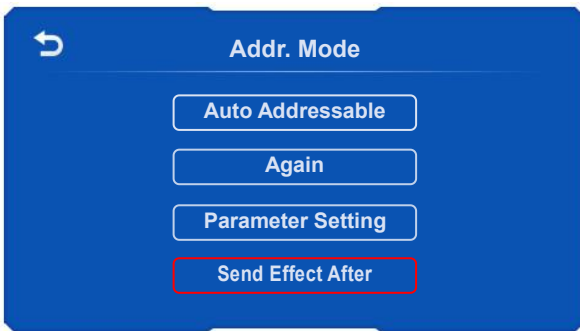 Addr. Mode
Auto Addressable
Again
Parameter Setting
Send Effect After